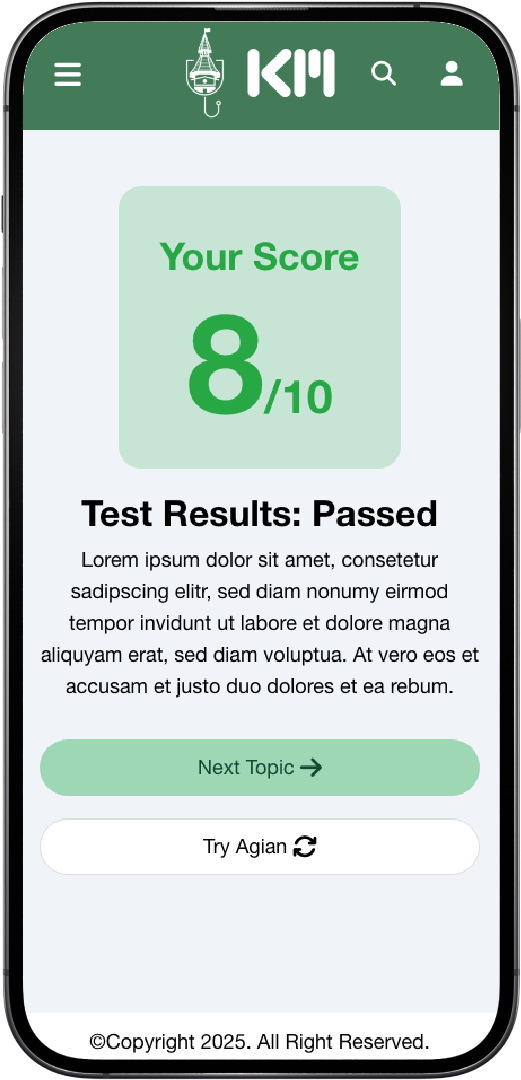 KM
Your Score
8/10
Test Results: Passed
Lorem ipsum dolor sit amet, consetetur
sadipscing elitr, sed diam nonumy eirmod
tempor invidunt ut labore et dolore magna
aliquyam erat, sed diam voluptua. At vero eos et
accusam et justo duo dolores et ea rebum.
Next Topic
Try Agian
©Copyright 2025. All Right Reserved.